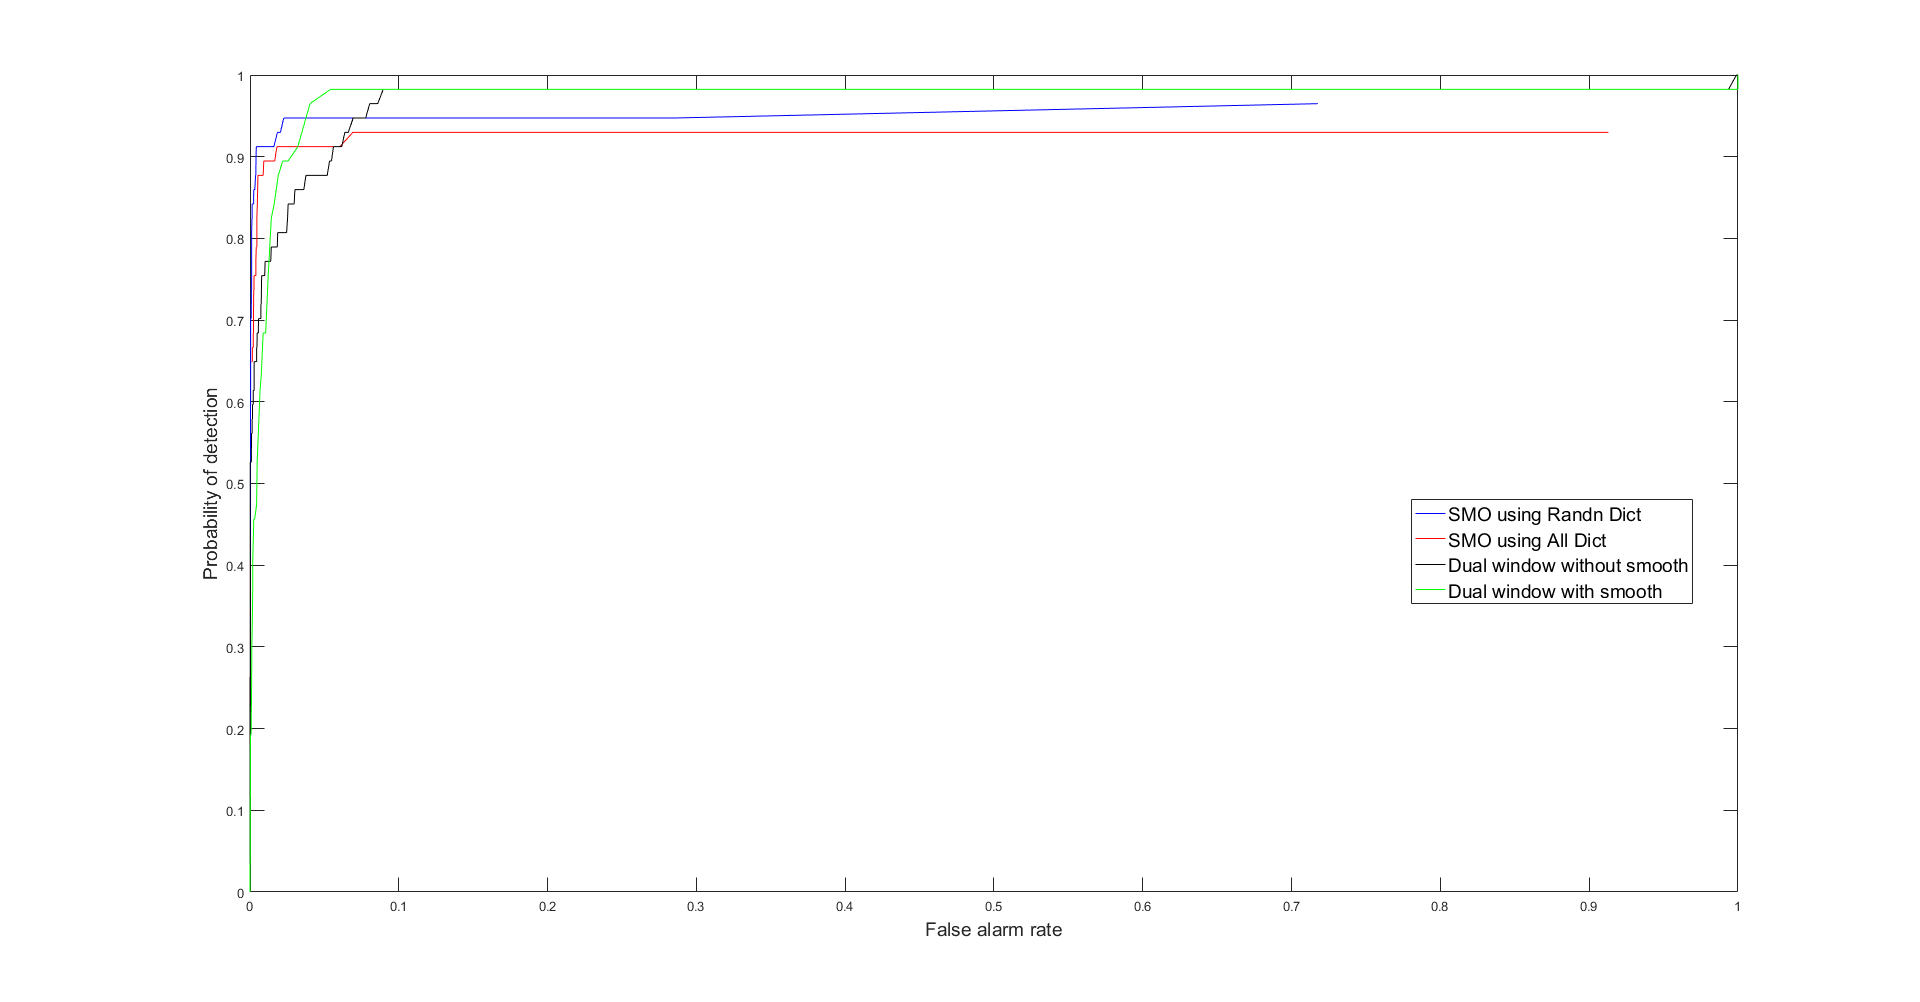 1
0.9
0.8
0.7
0.6
0.5
0.4
0.3
0.2
0.1
0
Probability of detection
SMO using Randn Dict
SMO using All Dict
Dual window without smooth
Dual window with smooth
0 0.1 0.2 0.3 0.4 0.5 0.6 0.7 0.8 0.9 1
False alarm rate